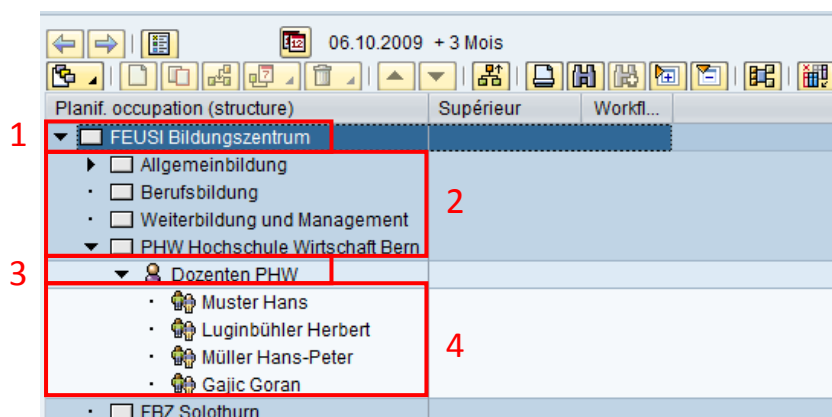 12 06.10.2009 + 3 Mois
Planif. occupation (structure) Supérieur Workfl...
1 FEUSI Bildungszentrum
Allgemeinbildung
Berufsbildung 2
Weiterbildung und Management
PHW Hochschule Wirtschaft Bern
3 Dozenten PHW
Muster Hans
Luginbühler Herbert
Müller Hans-Peter 4
Gajic Goran
FBZ Solothurn